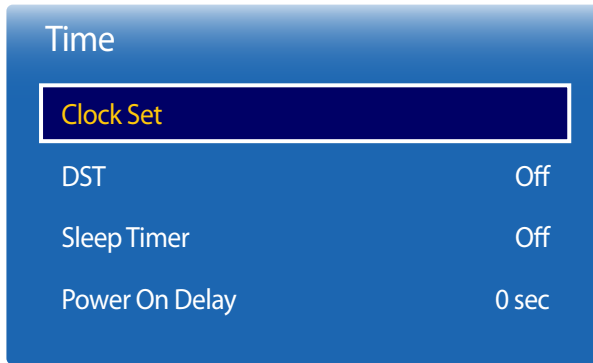 Time
Clock Set
DST Off
Sleep Timer Off
Power On Delay 0 sec